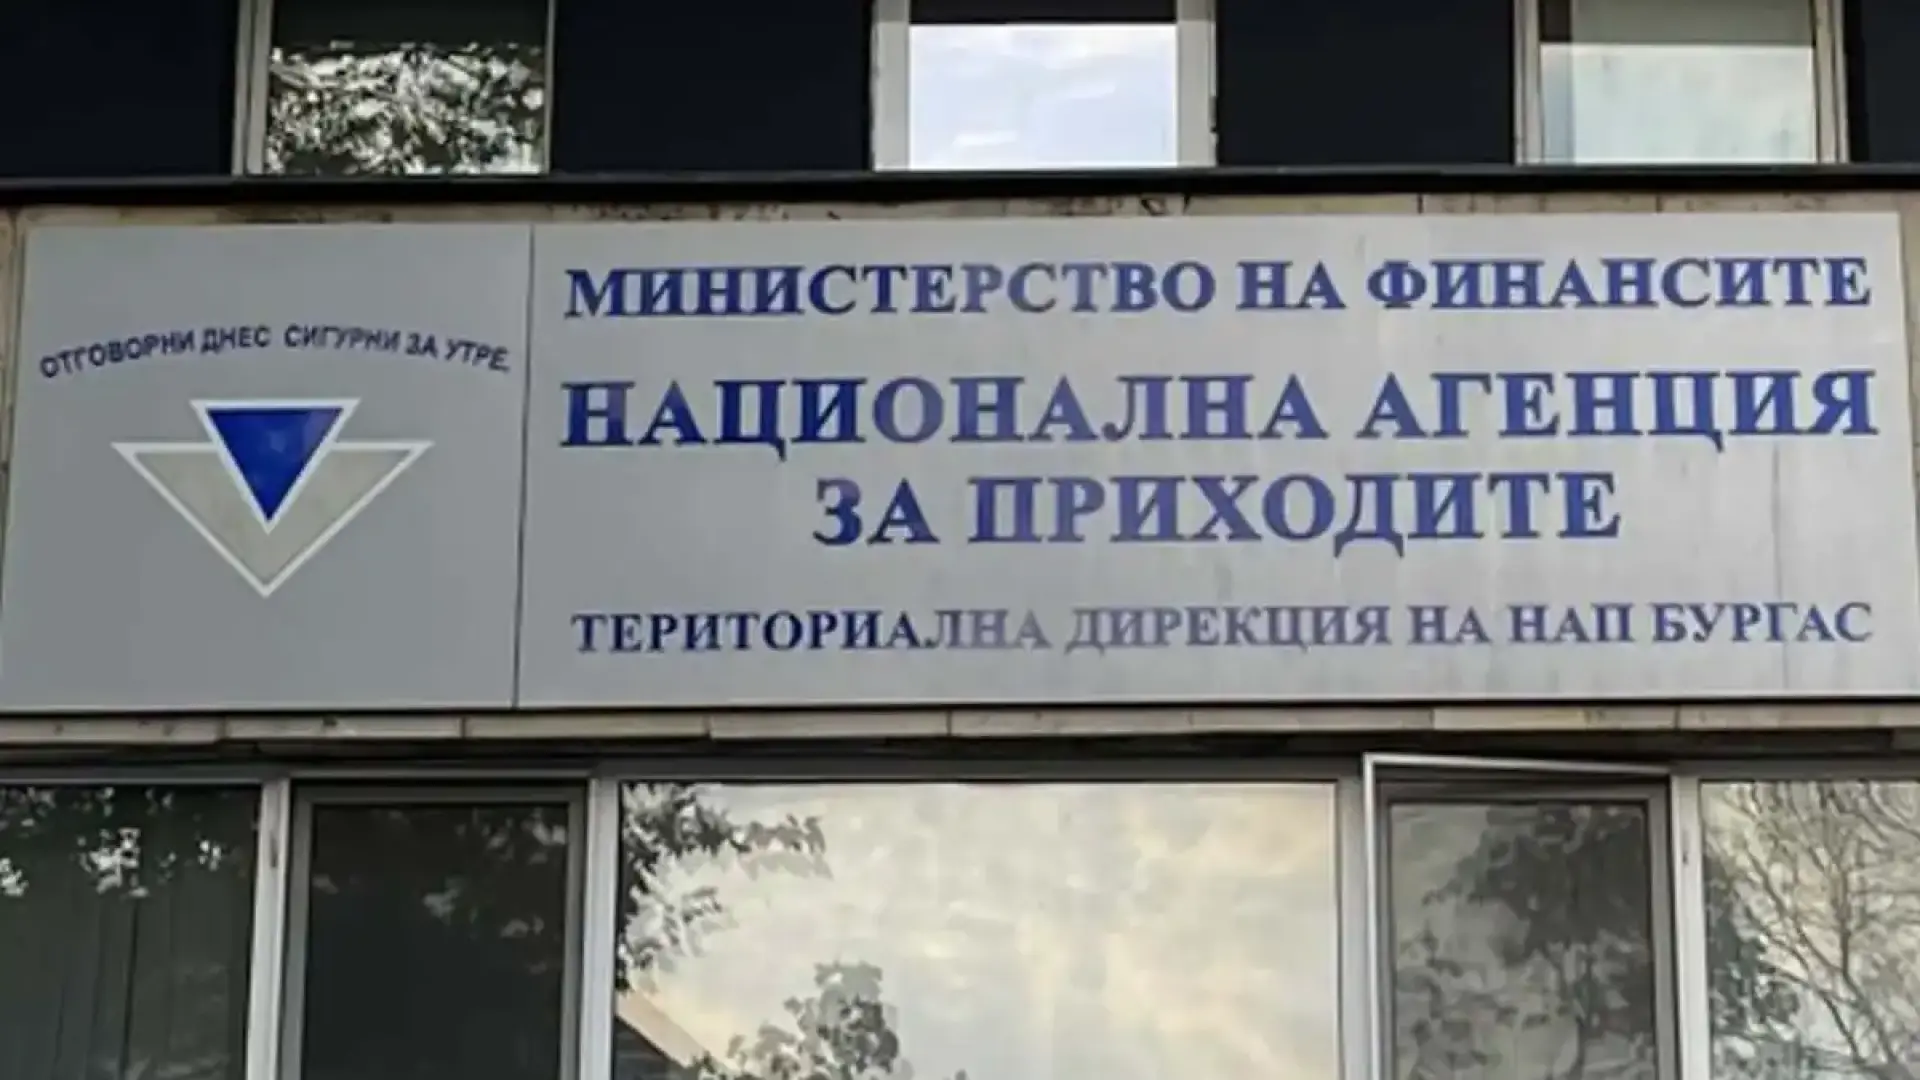 ОТГОВОРНИ ДНЕС СИГУРНИ ЗА УТРЕ
МИНИСТЕРСТВО НА ФИНАНСИТЕ
НАЦИОНАЛНА АГЕНЦИЯ
ЗА ПРИХОДИТЕ
ТЕРИТОРИАЛНА ДИРЕКЦИЯ НА НАП БУРГАС